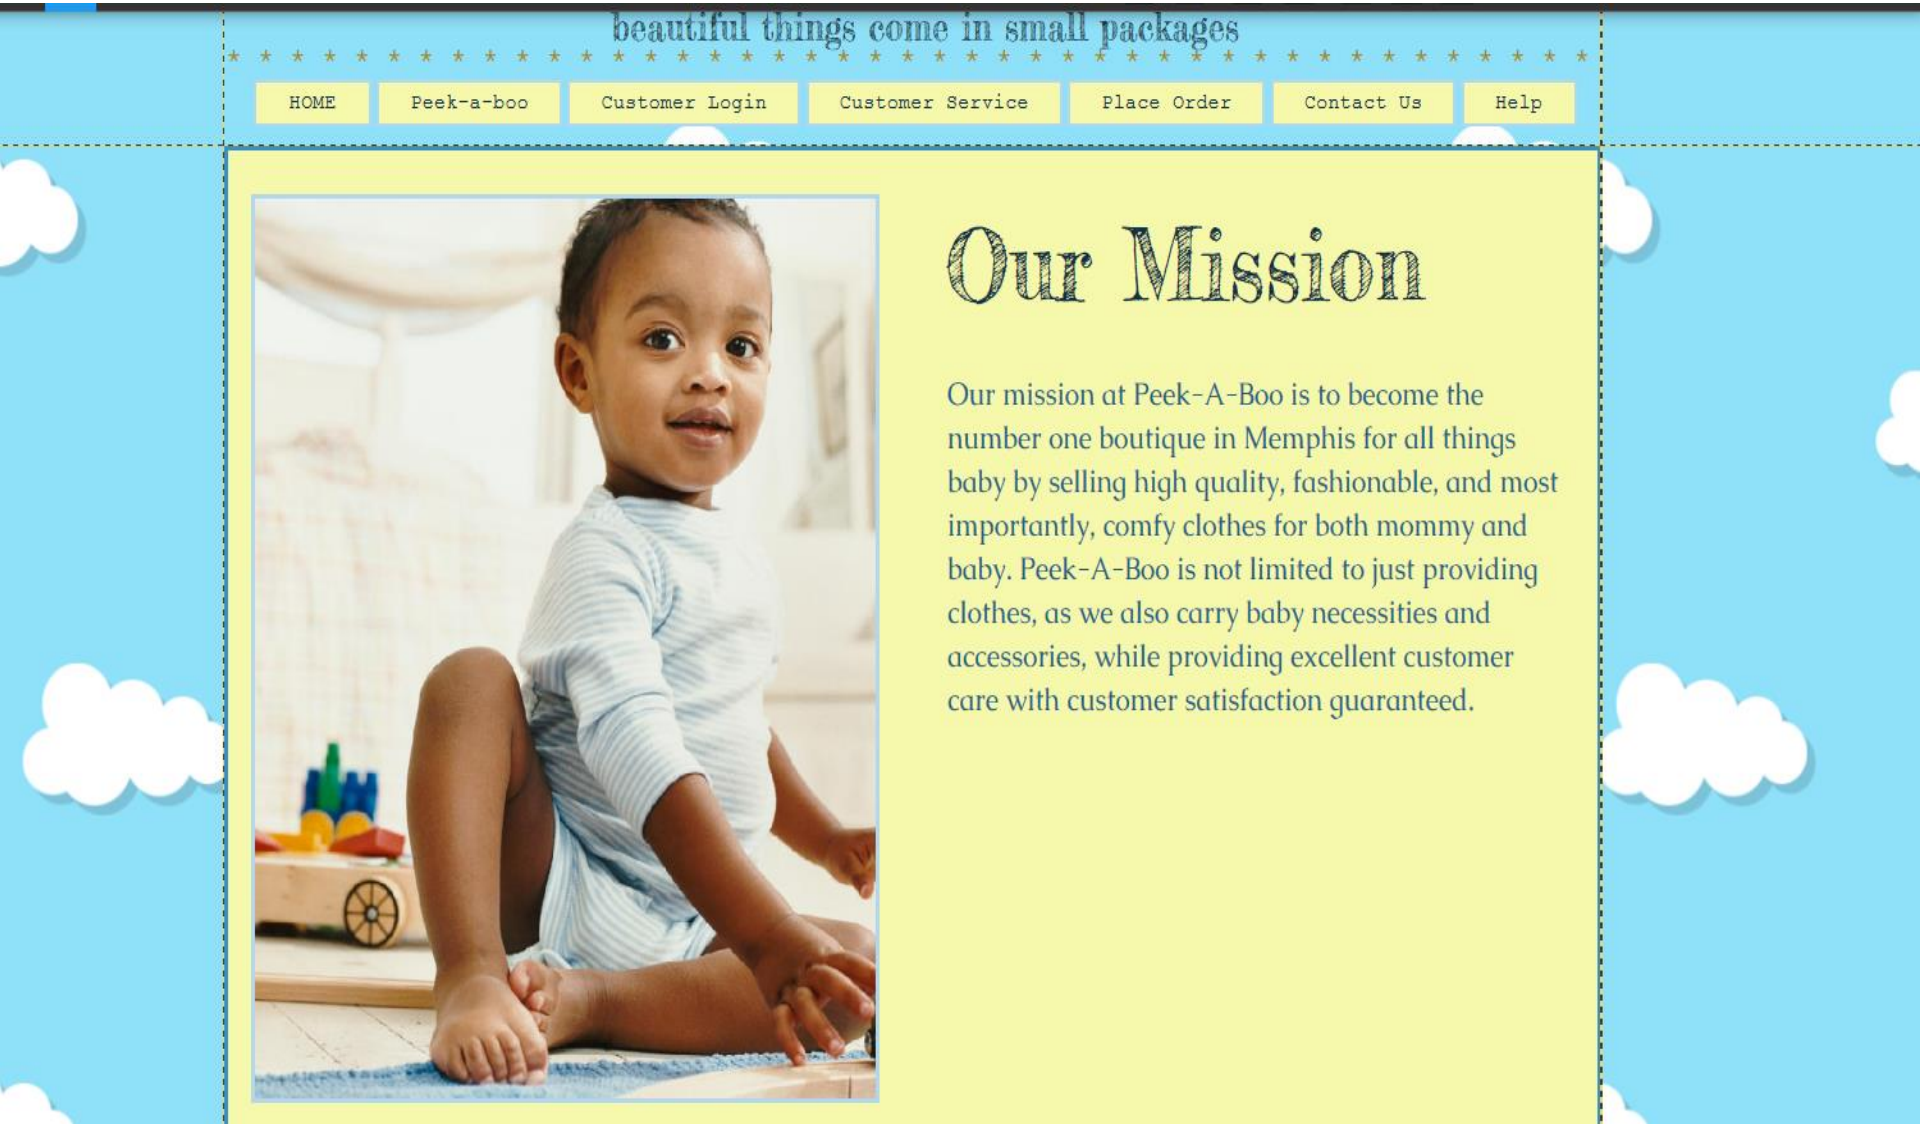 beautiful things come in small packages
* * * * * * * * * * * * * * * * * * * * * * * * * * * * * * * * * * * * * * * * * * *
HOME Peek-a-boo Customer Login Customer Service Place Order Contact Us Help
Our Mission
Our mission at Peek-A-Boo is to become the
number one boutique in Memphis for all things
baby by selling high quality, fashionable, and most
importantly, comfy clothes for both mommy and
baby. Peek-A-Boo is not limited to just providing
clothes, as we also carry baby necessities and
accessories, while providing excellent customer
care with customer satisfaction guaranteed.